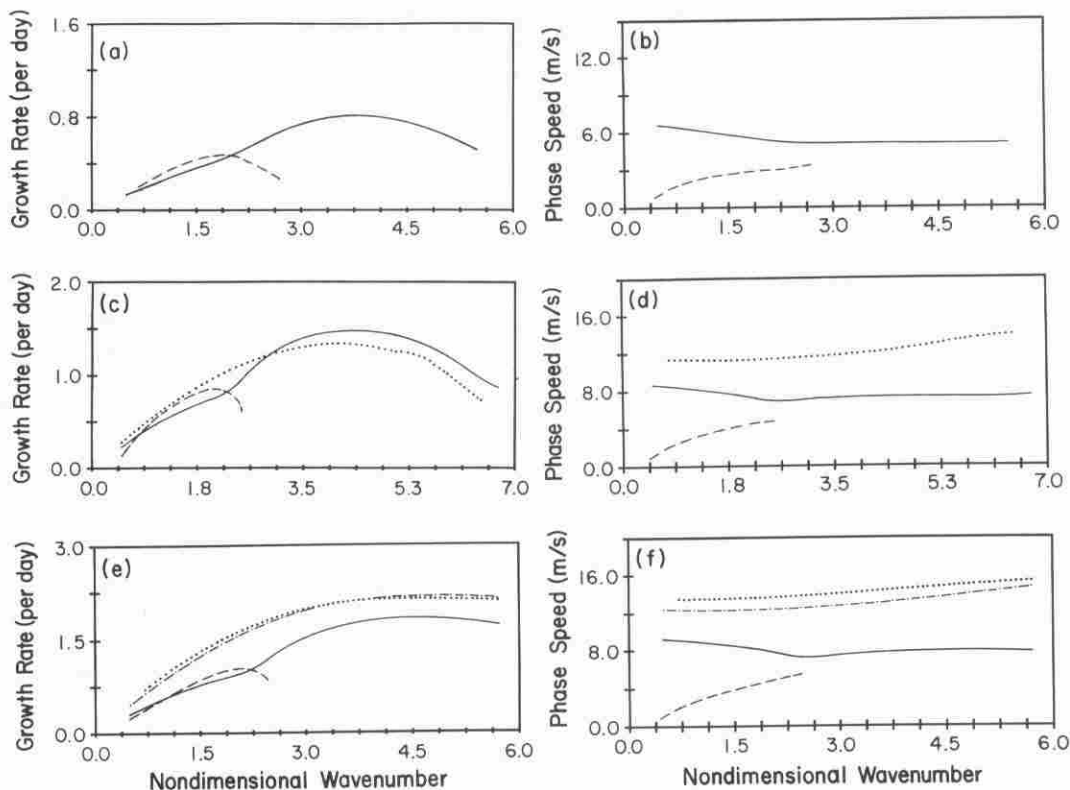 Growth Rate (per day)
1.6
0.8
0.0
(a)
0.0 1.5 3.0 4.5 6.0
Phase Speed (m/s)
12.0
6.0
0.0
(b)
0.0 1.5 3.0 4.5 6.0
Growth Rate (per day)
2.0
1.0
0.0
(c)
0.0 1.8 3.5 5.3 7.0
Phase Speed (m/s)
16.0
8.0
0.0
(d)
0.0 1.8 3.5 5.3 7.0
Growth Rate (per day)
3.0
1.5
0.0
(e)
0.0 1.5 3.0 4.5 6.0
Nondimensional Wavenumber
Phase Speed (m/s)
16.0
8.0
0.0
(f)
0.0 1.5 3.0 4.5 6.0
Nondimensional Wavenumber